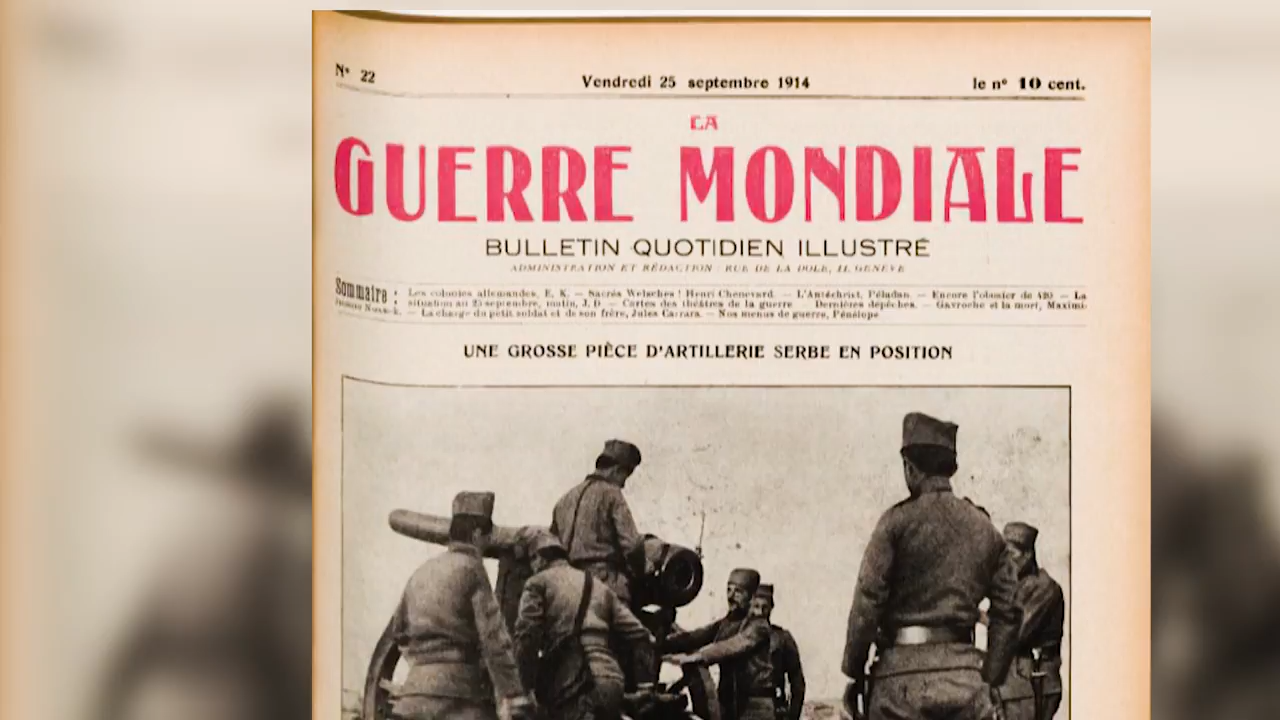 Nº 22
Vendredi 25 septembre 1914
le nº 10 cent.
LA
GUERRE MONDIALE
BULLETIN QUOTIDIEN ILLUSTRÉ
ADMINISTRATION ET RÉDACTION : RUE DE LA DOLE, 11, GENÈVE
Sommaire :
Les colonies allemandes, E. K. — Sacrés Welsches ! Henri Chenevard. — L'Antéchrist, Péladan. — Encore l'obusier de 420 — La
situation au 25 septembre, matin, J. D — Cartes des théâtres de la guerre. — Dernières dépêches. — Gavroche et la mort, Maxime
— La charge du petit soldat et de son frère, Jules Carrara. — Nos menus de guerre, Pénélope
UNE GROSSE PIÈCE D'ARTILLERIE SERBE EN POSITION